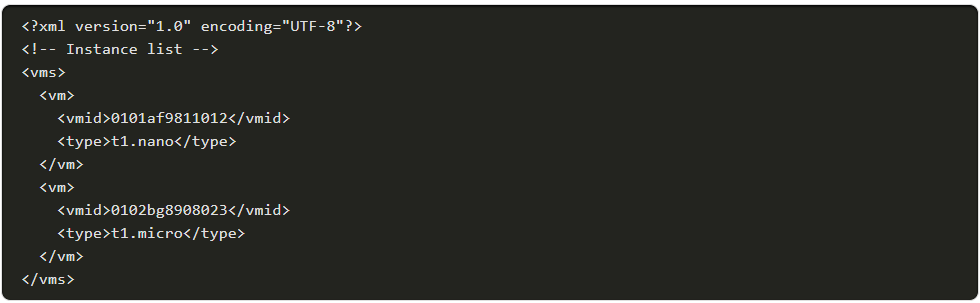 <?xml version="1.0" encoding="UTF-8"?>
<!-- Instance list -->
<vms>
  <vm>
    <vmid>0101af9811012</vmid>
    <type>t1.nano</type>
  </vm>
  <vm>
    <vmid>0102bg8908023</vmid>
    <type>t1.micro</type>
  </vm>
</vms>